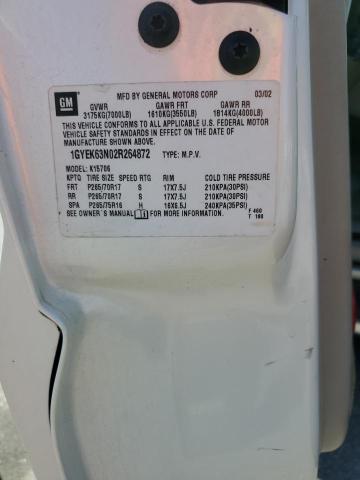 GM
MFD BY GENERAL MOTORS CORP 03/02
GVWR GAWR FRT GAWR RR
3175KG(7000LB) 1610KG(3550LB) 1814KG(4000LB)
THIS VEHICLE CONFORMS TO ALL APPLICABLE U.S. FEDERAL MOTOR
VEHICLE SAFETY STANDARDS IN EFFECT ON THE DATE OF
MANUFACTURE SHOWN ABOVE.
1GYEK63N02R264872 TYPE: M.P.V.
MODEL: K15706
KPTQ TIRE SIZE SPEED RTG RIM COLD TIRE PRESSURE
FRT P265/70R17 S 17X7.5J 210KPA(30PSI)
RR P265/70R17 S 17X7.5J 210KPA(30PSI)
SPA P265/75R16 H 16X6.5J 240KPA(35PSI)
SEE OWNER'S MANUAL FOR MORE INFORMATION
F 460
T 198